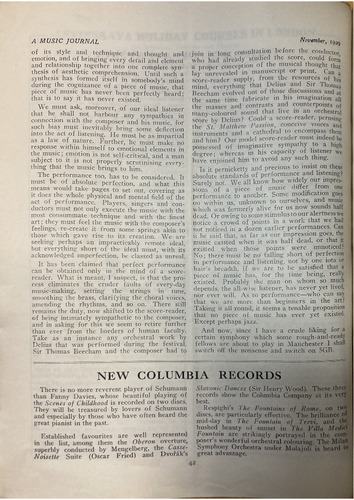 A MUSIC JOURNAL
November, 1929
of its style and technique and thought and
emotion, and of bringing every detail and element
and relationship together into one complete syn-
thesis of aesthetic comprehension. Until such a
synthesis has formed itself in somebody's mind
during the cognizance of a piece of music, that
piece of music has never been perfectly heard;
that is to say it has never existed.
We must ask, moreover, of our ideal listener
that he shall not harbour any sympathies in
connection with the composer and his music, for
such bias must inevitably bring some deflection
into the act of listening. He must be as impartial
as a law of nature. Further, he must make no
response within himself to emotional elements in
the music; emotion is not self-critical, and a man
subject to it is not properly scrutinising every-
thing that the music brings to him.
The performance too, has to be considered. It
must be of absolute perfection, and what this
means would take pages to set out, covering as
it does the whole physical and mental field of the
act of performance. Players, singers and con-
ductors must not only execute the music with the
most consummate technique and with the finest
art; they must feel the music with the composer's
feelings, re-create it from some springs akin to
those which gave rise to its creation. We are
seeking perhaps an impracticable remote ideal,
but everything short of the ideal must, with its
acknowledged imperfection, be classed as unreal.
It has been claimed that perfect performance
can be obtained only in the mind of a score-
reader. What is meant, I suspect, is that the pro-
cess eliminates the cruder faults of every-day
music-making, setting the strings in tune,
smoothing the brass, clarifying the choral voices,
amending the rhythms, and so on. There still
remains the duty, now shifted to the score-reader,
of being intimately sympathetic to the composer,
and in asking for this we seem to retire further
than ever from the borders of human faculty.
Take as an instance any orchestral work by
Delius that was performed during the festival.
Sir Thomas Beecham and the composer had to
join in long consultation before the conductor,
who had already studied the score, could form
a proper conception of the musical thought that
lay unrevealed in manuscript or print. Can a
score-reader supply, from the resources of his
mind, everything that Delius and Sir Thomas
Beecham evolved out of those discussions and at
the same time fabricate in his imagination all
the masses and contrasts and counterpoints of
many-coloured sound that live in an orchestral
score by Delius? Could a score-reader, perusing
the St. Matthew Passion, conceive voices and
instruments and a cathedral to encompass them
and him? Our postulated score-reader must indeed be
possessed of imaginative sympathy to a high
degree; whereas in his capacity of listener we
have enjoined him to avoid any such thing.
Is it pernickety and precious to insist on these
absolute standards of performance and listening?
Surely not. We all know how widely our impres-
sions of a piece of music differ from one
performance to another. Some modification goes
on within us, unknown to ourselves, and music
which was supremely alive for us now sounds half
dead. Or owing to some stimulus to our alertness we
notice a crowd of points in a work that we had
not noticed in a dozen earlier performances. Can
it be said that, as far as our impression goes, the
music existed when it was half dead, or that it
existed when those points were unnoticed?
No; there must be no falling short of perfection
in performance and listening, not by one iota or
hair's breadth, if we are to be satisfied that a
piece of music has, for the time being, really
existed. Probably the man on whom so much
depends, the all-wise listener, has never yet lived,
nor ever will. As to performance—who can say
that we are more than beginners in the art?
Taking it all round, it seems a tenable proposition
that no piece of music has ever yet existed.
Except perhaps jazz.
And now, since I have a crude liking for a
certain symphony which some rough-and-ready
fellows are about to play in Manchester I shall
switch off the nonsense and switch on 5GB.
NEW COLUMBIA RECORDS
There is no more reverent player of Schumann
than Fanny Davies, whose beautiful playing of
the Scenes of Childhood is recorded on two discs.
They will be treasured by lovers of Schumann
and especially by those who have often heard the
great pianist in the past.
Established favourites are well represented
in the list, among them the Oberon overture,
superbly conducted by Mengelberg, the Casse-
Noisette Suite (Oscar Fried) and Dvořák's
Slavonic Dances (Sir Henry Wood). These three
records show the Columbia Society at its very
best.
Respighi's The Fountains of Rome, on two
discs, are particularly effective. The brilliance of
mid-day in the Fountain of Trevi, and the
hushed beauty of sunset in The Villa Medici
Fountain are strikingly portrayed in the com-
poser's wonderful orchestral colouring. The Milan
Symphony Orchestra under Molajoli is heard to
great advantage.
42